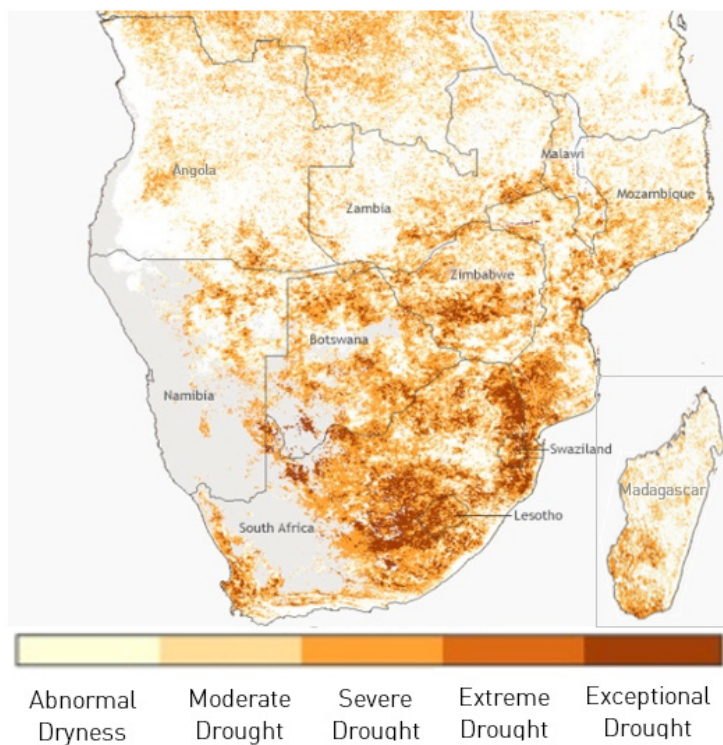 Angola
Malawi
Zambia
Mozambique
Zimbabwe
Botswana
Namibia
Swaziland
Madagascar
Lesotho
South Africa
Abnormal Dryness
Moderate Drought
Severe Drought
Extreme Drought
Exceptional Drought